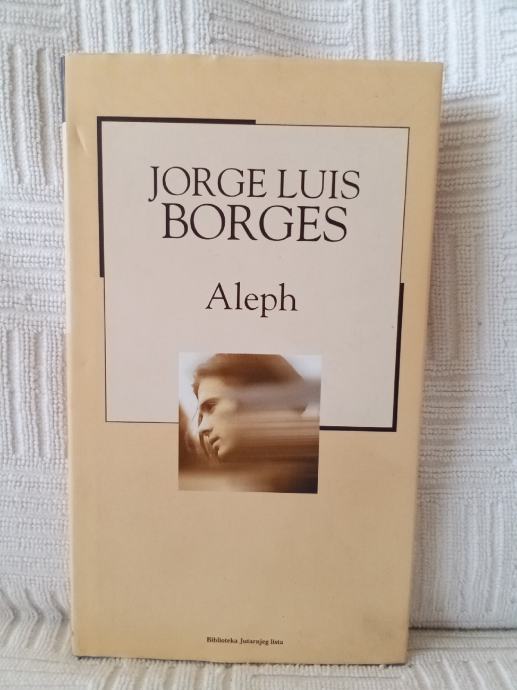 JORGE LUIS
BORGES
Aleph
Biblioteka Jutarnjeg lista